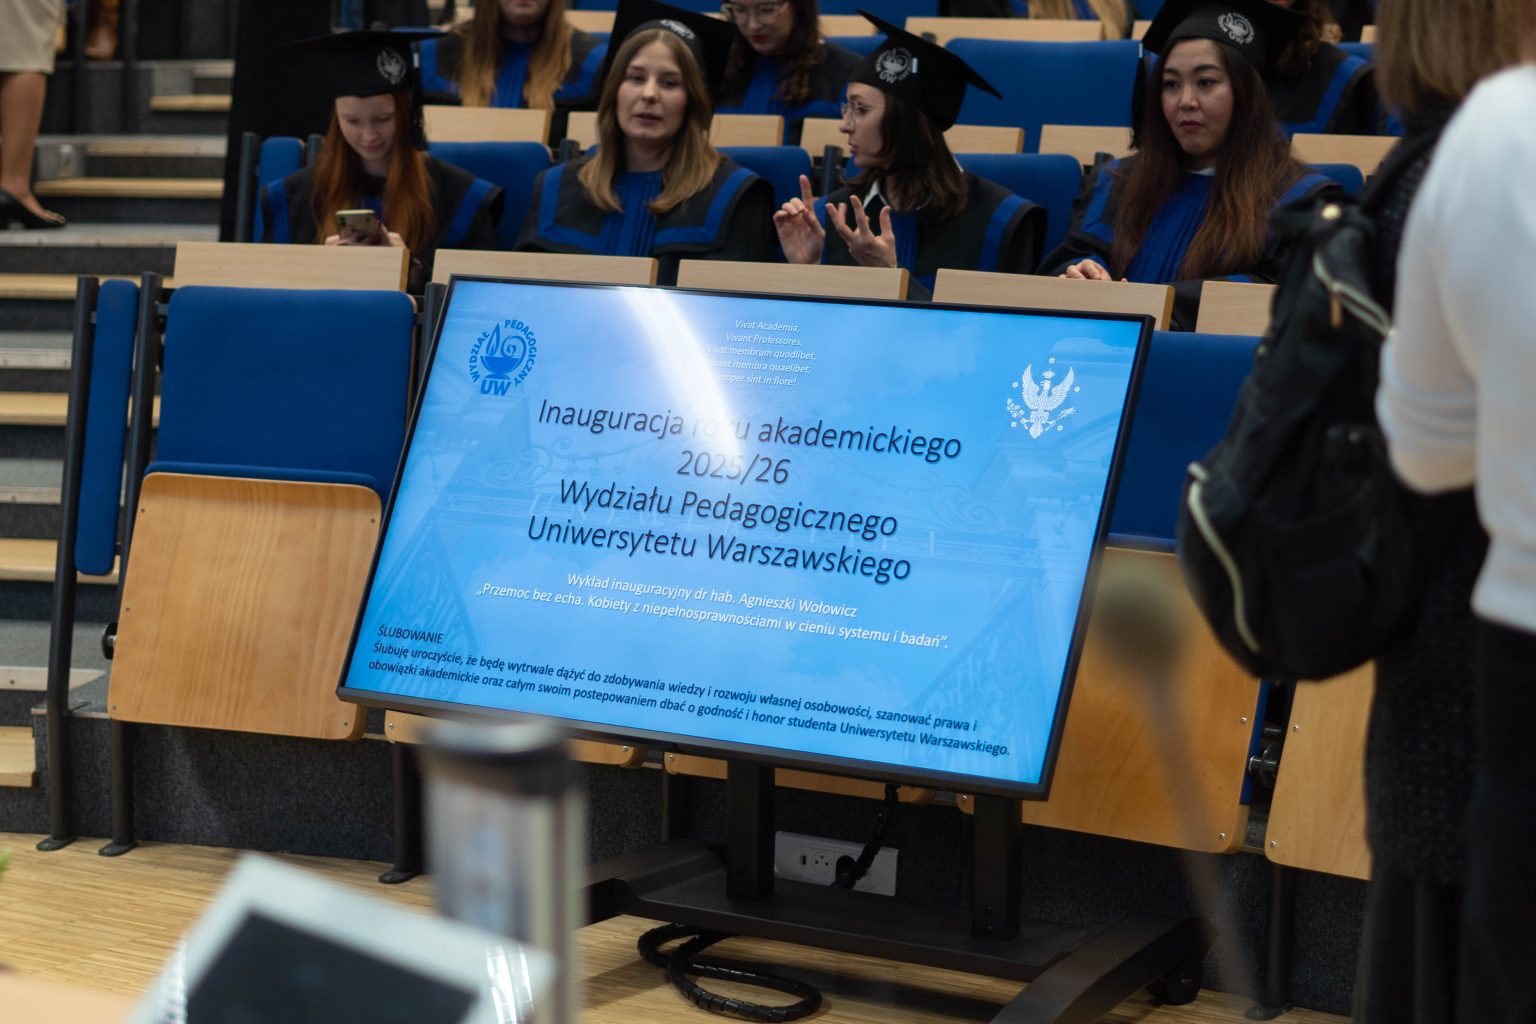 WYDZIAŁ PEDAGOGICZNY
UW
Vivat Academia,
Vivant Professores,
Vivat membrum quodlibet,
vivant membra quaelibet,
Semper sint in flore!
Inauguracja roku akademickiego
2025/26
Wydziału Pedagogicznego
Uniwersytetu Warszawskiego
Wykład inauguracyjny dr hab. Agnieszki Wołowicz
„Przemoc bez echa. Kobiety z niepełnosprawnościami w cieniu systemu i badań”.
ŚLUBOWANIE
Ślubuję uroczyście, że będę wytrwale dążyć do zdobywania wiedzy i rozwoju własnej osobowości, szanować prawa i
obowiązki akademickie oraz całym swoim postępowaniem dbać o godność i honor studenta Uniwersytetu Warszawskiego.